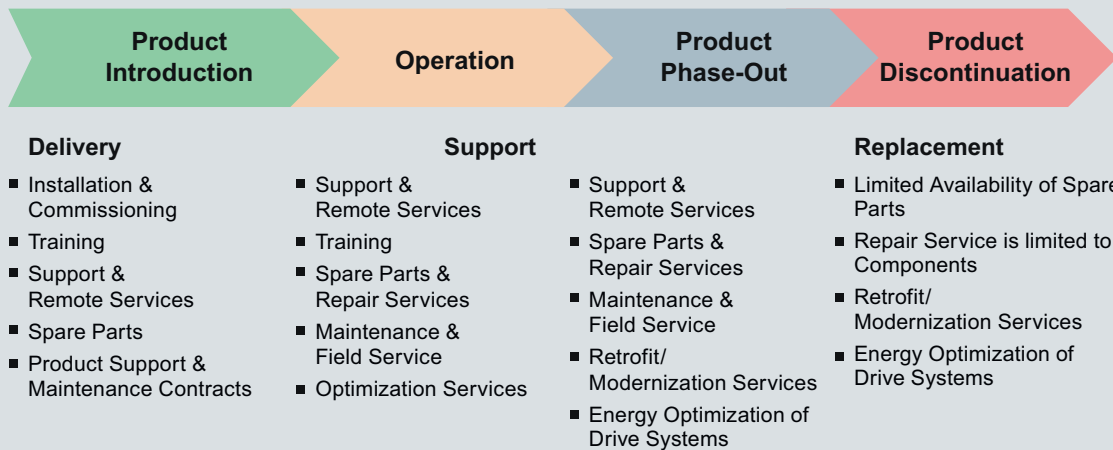 Product
Introduction
Operation
Product
Phase-Out
Product
Discontinuation
Delivery
Installation &
Commissioning
Training
Support &
Remote Services
Spare Parts
Product Support &
Maintenance Contracts
Support
Support &
Remote Services
Training
Spare Parts &
Repair Services
Maintenance &
Field Service
Optimization Services
Support &
Remote Services
Spare Parts &
Repair Services
Maintenance &
Field Service
Retrofit/
Modernization Services
Energy Optimization of
Drive Systems
Replacement
Limited Availability of Spare
Parts
Repair Service is limited to
Components
Retrofit/
Modernization Services
Energy Optimization of
Drive Systems